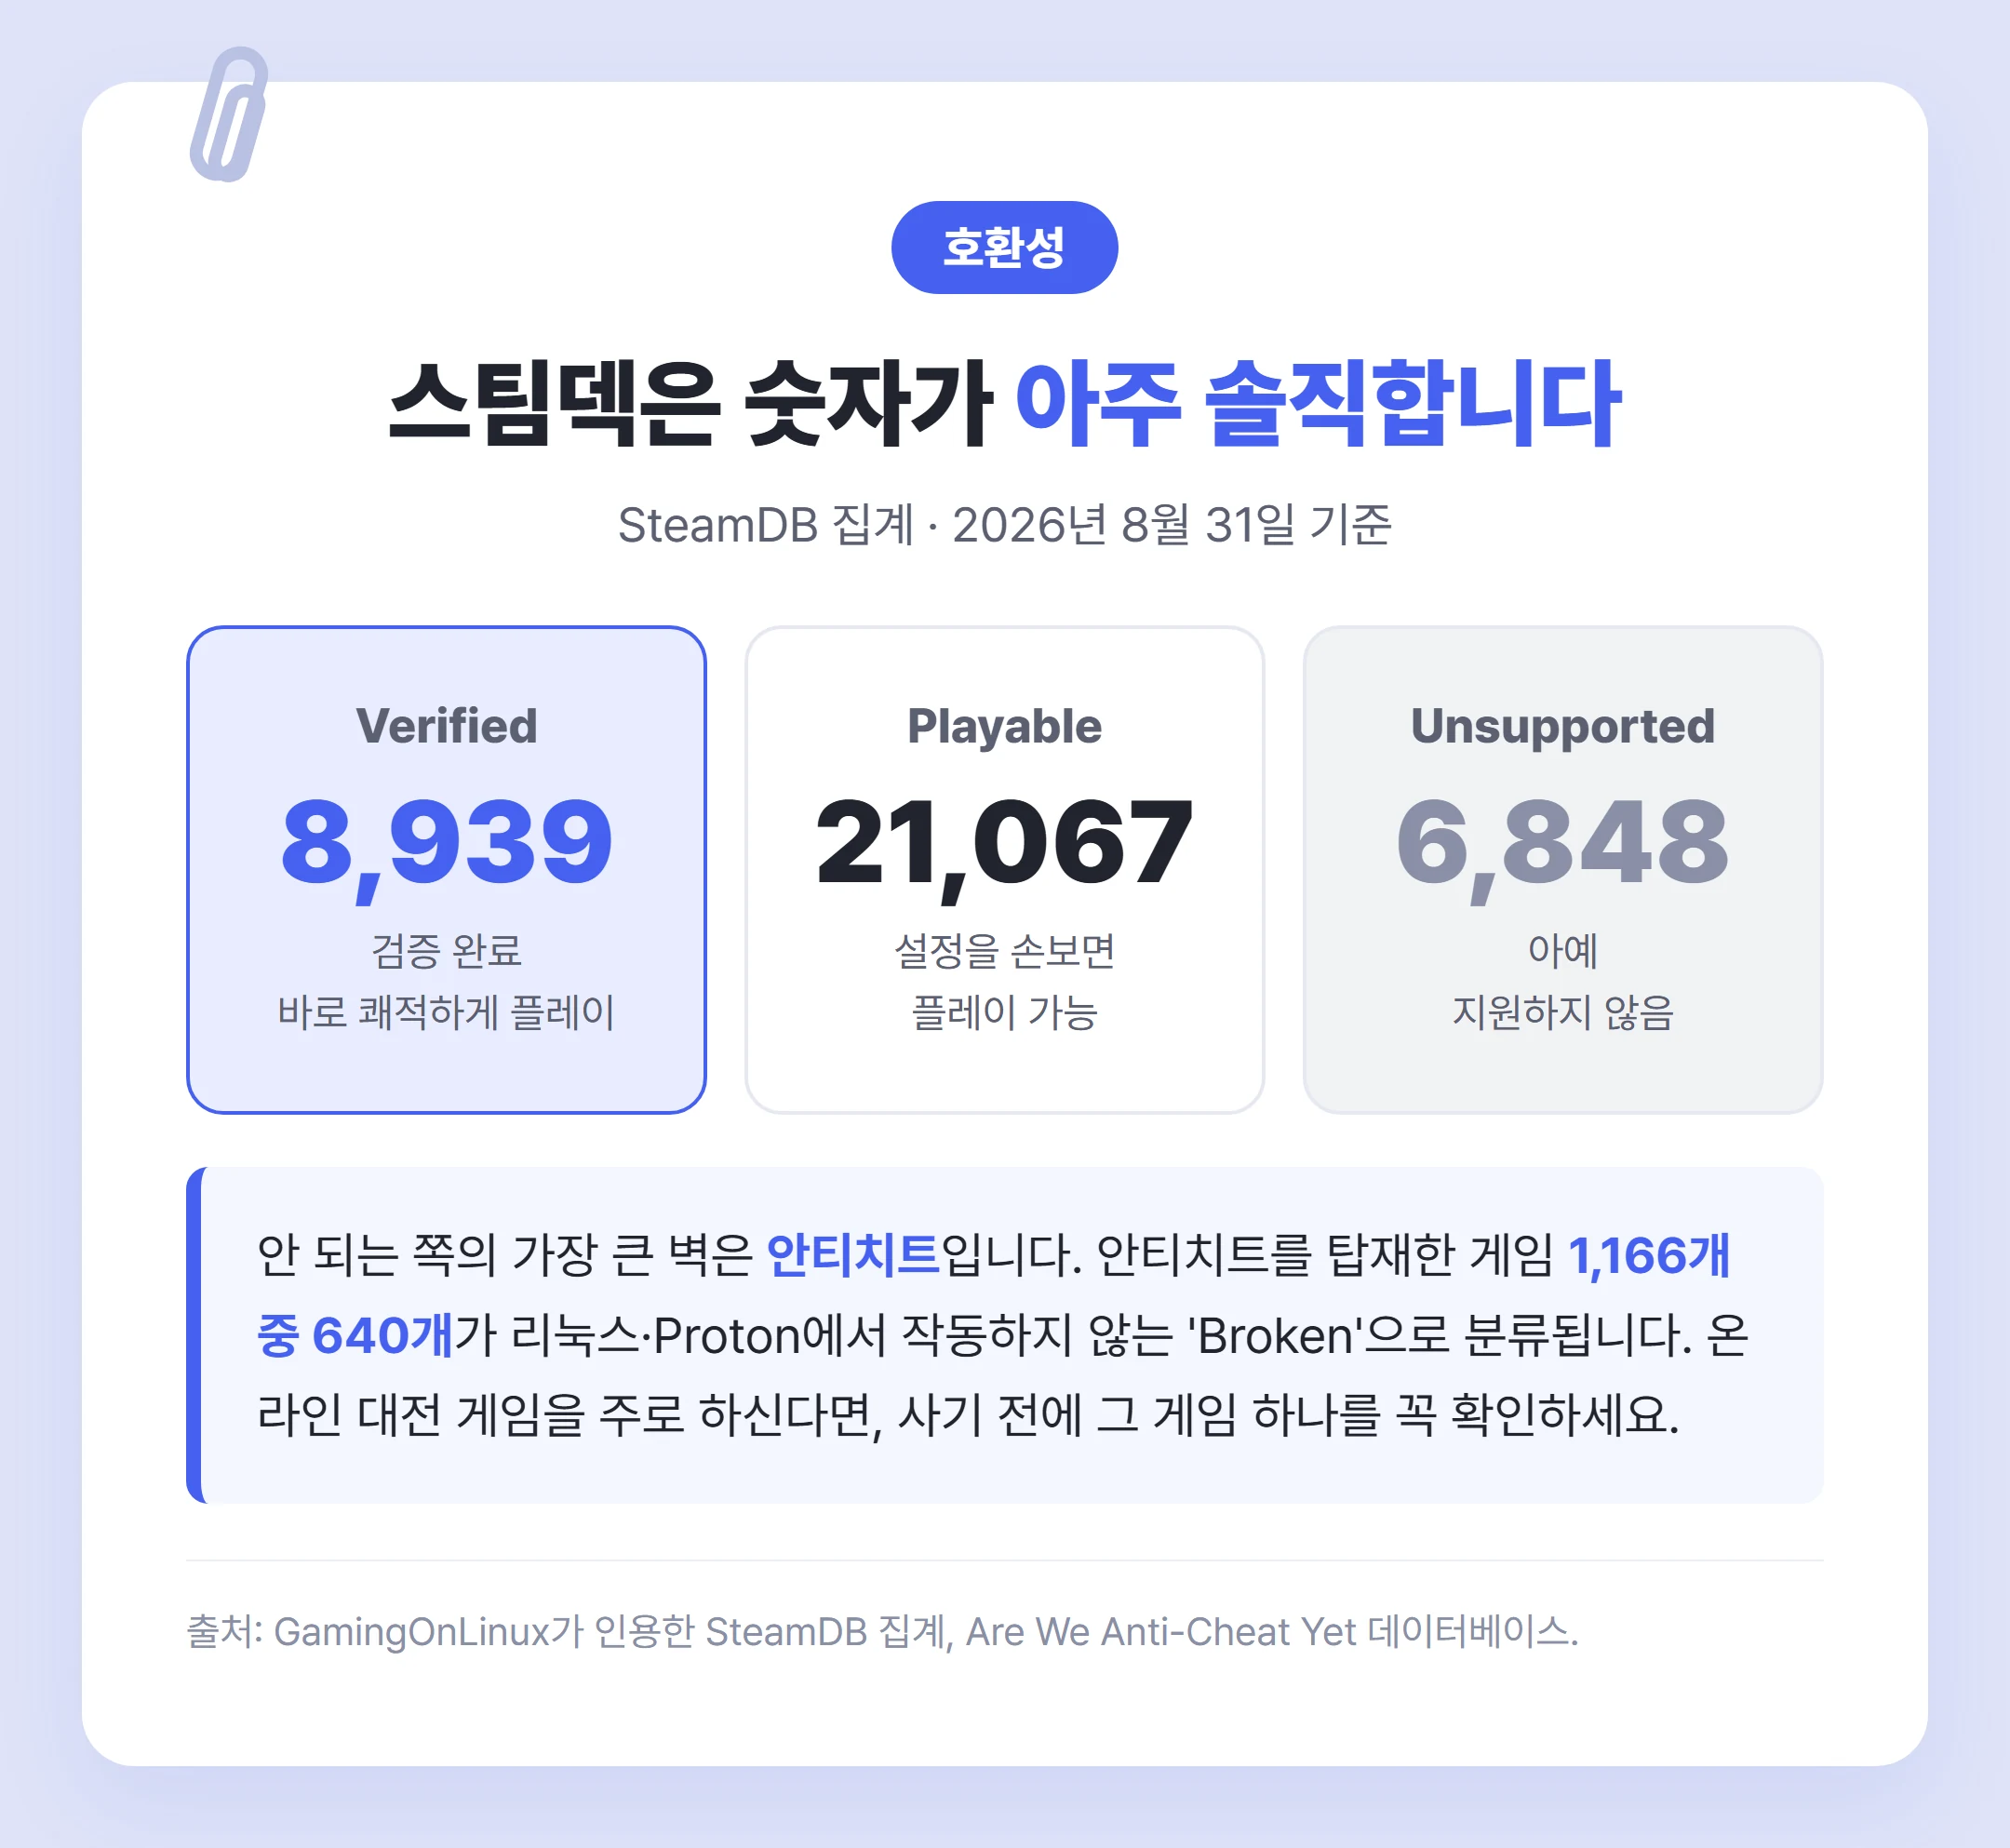 호환성
스팀덱은 숫자가 아주 솔직합니다
SteamDB 집계 · 2026년 8월 31일 기준
Verified
8,939
검증 완료
바로 쾌적하게 플레이
Playable
21,067
설정을 손보면
플레이 가능
Unsupported
6,848
아예
지원하지 않음
안 되는 쪽의 가장 큰 벽은 안티치트입니다. 안티치트를 탑재한 게임 1,166개
중 640개가 리눅스·Proton에서 작동하지 않는 'Broken'으로 분류됩니다. 온
라인 대전 게임을 주로 하신다면, 사기 전에 그 게임 하나를 꼭 확인하세요.
출처: GamingOnLinux가 인용한 SteamDB 집계, Are We Anti-Cheat Yet 데이터베이스.